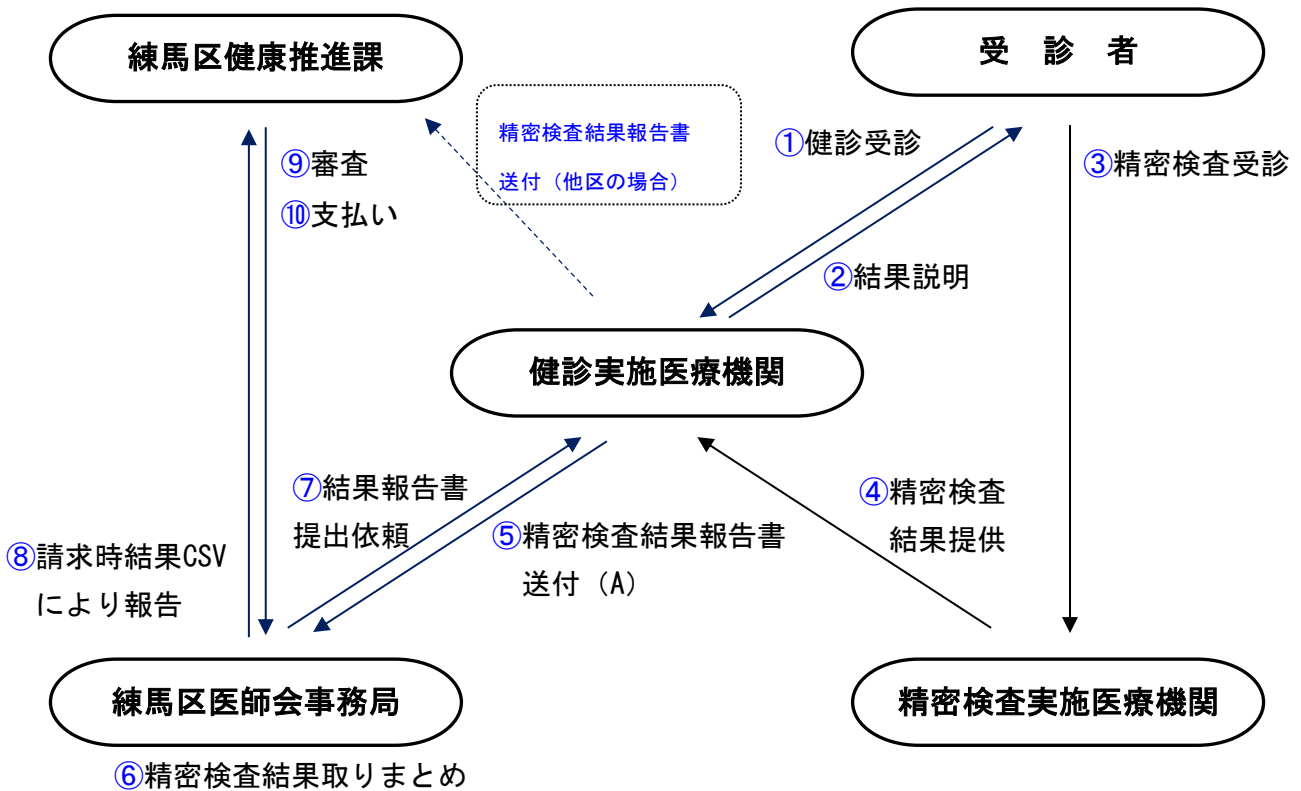 練馬区健康推進課
受　診　者
精密検査結果報告書
送付（他区の場合）
①健診受診
③精密検査受診
⑨審査
⑩支払い
②結果説明
健診実施医療機関
⑦結果報告書
提出依頼
④精密検査
結果提供
⑤精密検査結果報告書
送付（A）
⑧請求時結果CSV
により報告
練馬区医師会事務局
精密検査実施医療機関
⑥精密検査結果取りまとめ